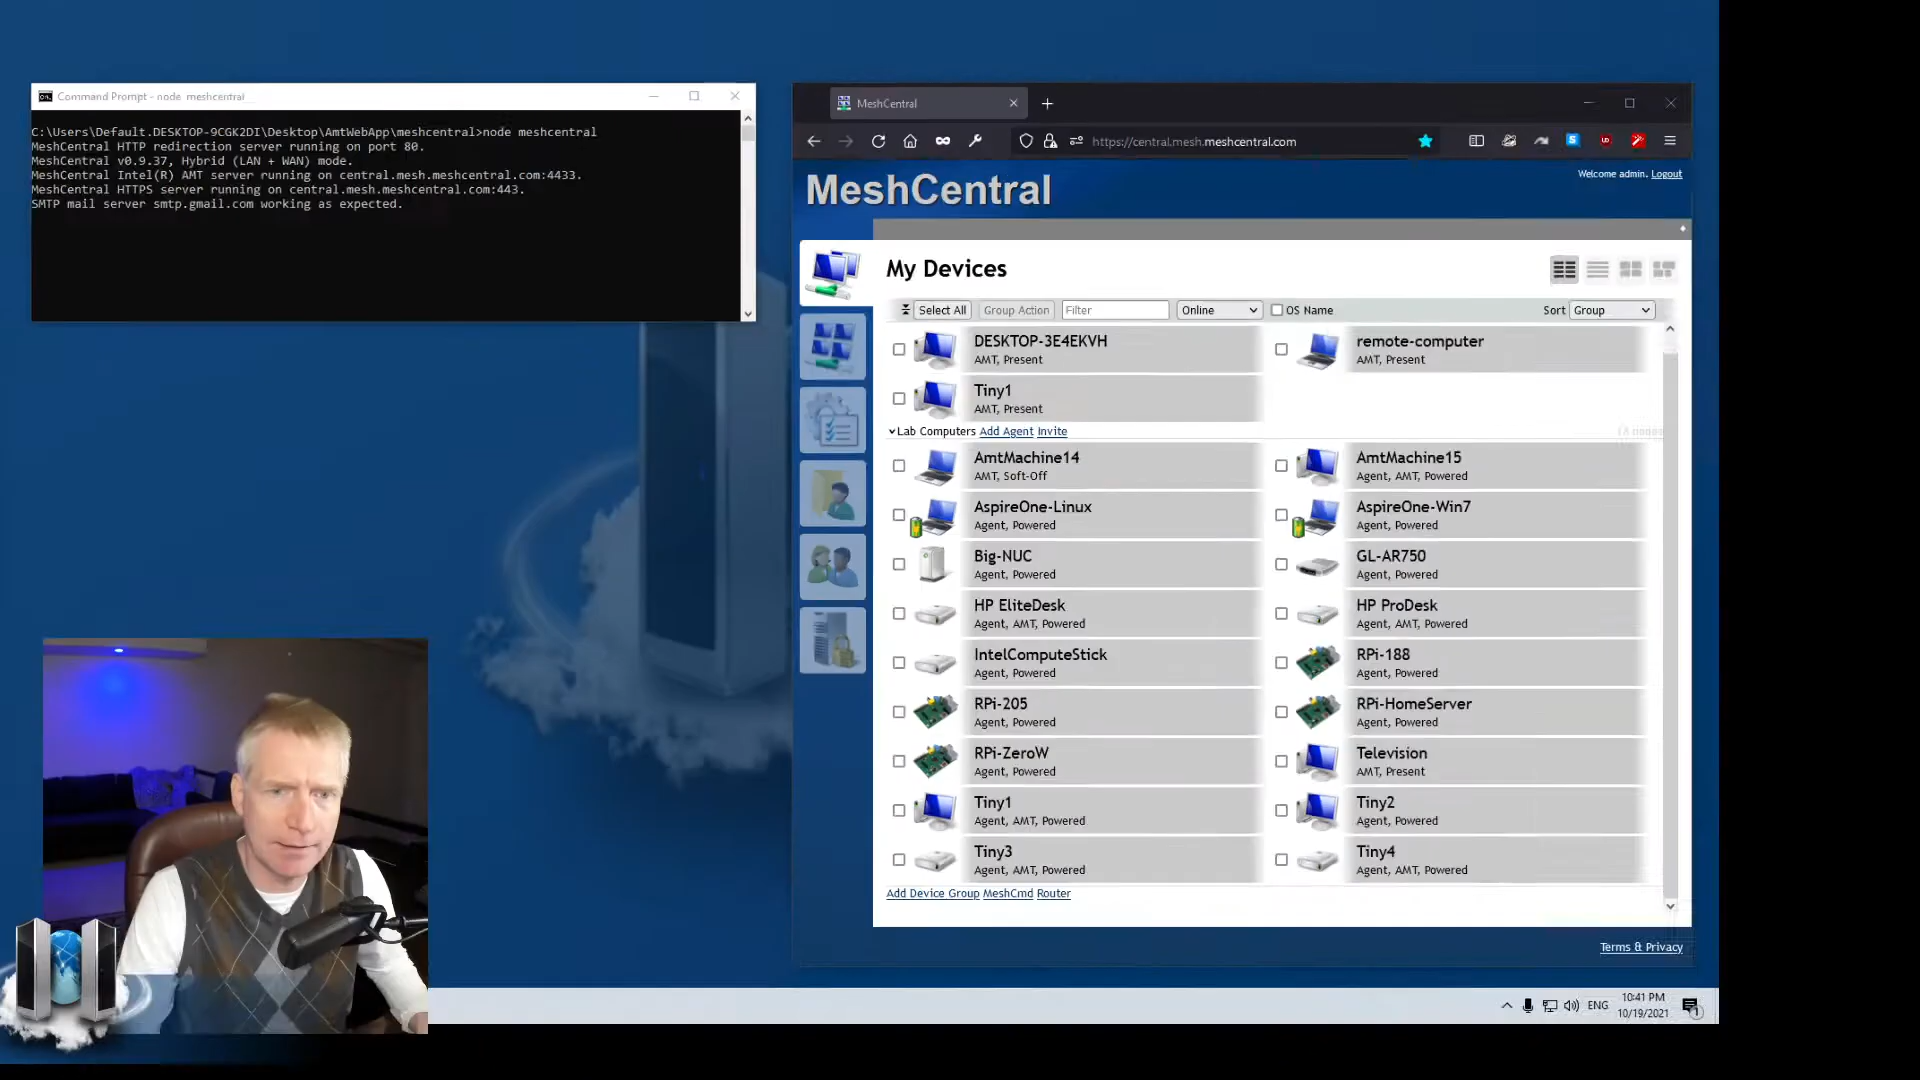 Command Prompt - node meshcentral
C:\Users\Default.DESKTOP-9CGK2DI\Desktop\AmtWebApp\meshcentral>node meshcentral
MeshCentral HTTP redirection server running on port 80.
MeshCentral v0.9.37, Hybrid (LAN + WAN) mode.
MeshCentral Intel(R) AMT server running on central.mesh.meshcentral.com:4433.
MeshCentral HTTPS server running on central.mesh.meshcentral.com:443.
SMTP mail server smtp.gmail.com working as expected.
MeshCentral
https://central.mesh.meshcentral.com
MeshCentral
Welcome admin. Logout
My Devices
Select All Group Action Filter Online OS Name Sort Group
DESKTOP-3E4EKVH
AMT, Present
remote-computer
AMT, Present
Tiny1
AMT, Present
Lab Computers Add Agent Invite
AmtMachine14
AMT, Soft-Off
AmtMachine15
Agent, AMT, Powered
AspireOne-Linux
Agent, Powered
AspireOne-Win7
Agent, Powered
Big-NUC
Agent, Powered
GL-AR750
Agent, Powered
HP EliteDesk
Agent, AMT, Powered
HP ProDesk
Agent, AMT, Powered
IntelComputeStick
Agent, Powered
RPi-188
Agent, Powered
RPi-205
Agent, Powered
RPi-HomeServer
Agent, Powered
RPi-ZeroW
Agent, Powered
Television
AMT, Present
Tiny1
Agent, AMT, Powered
Tiny2
Agent, Powered
Tiny3
Agent, AMT, Powered
Tiny4
Agent, AMT, Powered
Add Device Group MeshCmd Router
Terms & Privacy
ENG
10:41 PM
10/19/2021